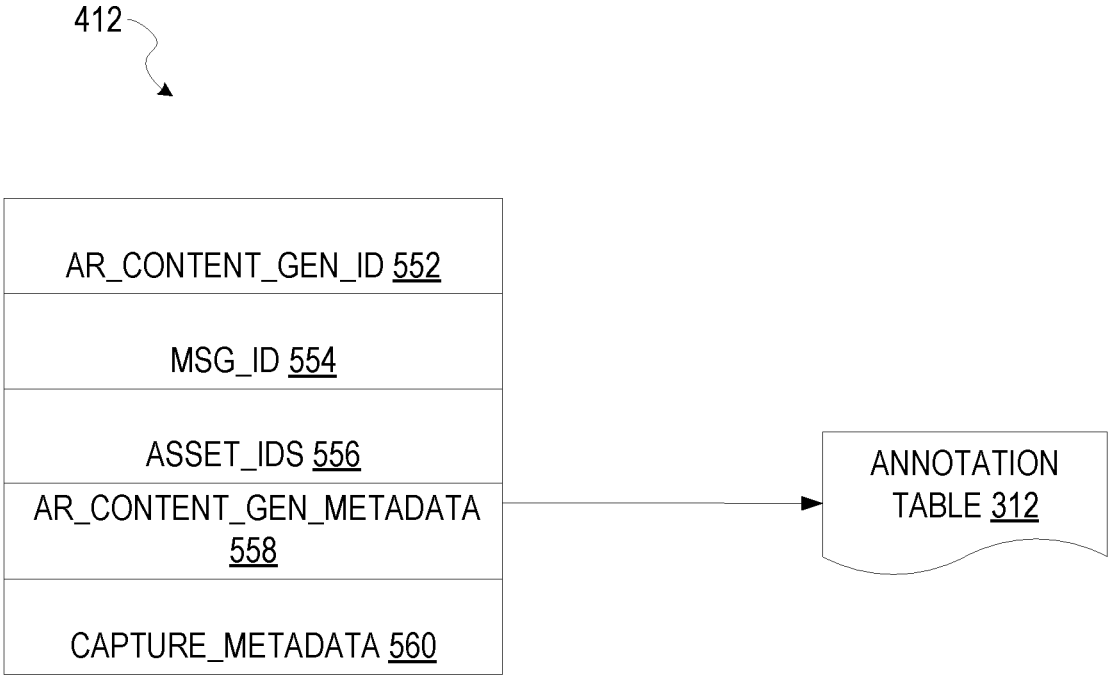 412
AR_CONTENT_GEN_ID 552
MSG_ID 554
ASSET_IDS 556
AR_CONTENT_GEN_METADATA
558
CAPTURE_METADATA 560
ANNOTATION
TABLE 312